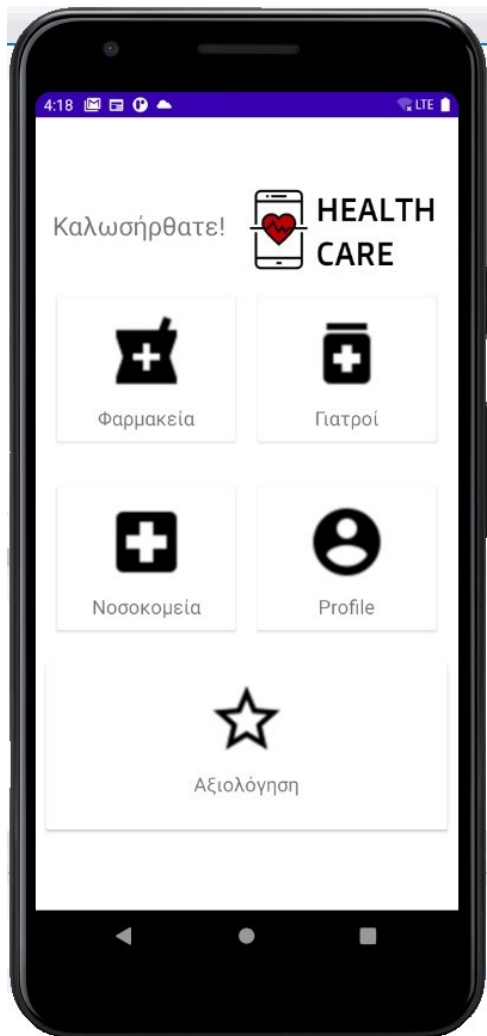 4:18 LTE
Καλωσήρθατε!
HEALTH
CARE
Φαρμακεία Γιατροί
Νοσοκομεία Profile
Αξιολόγηση